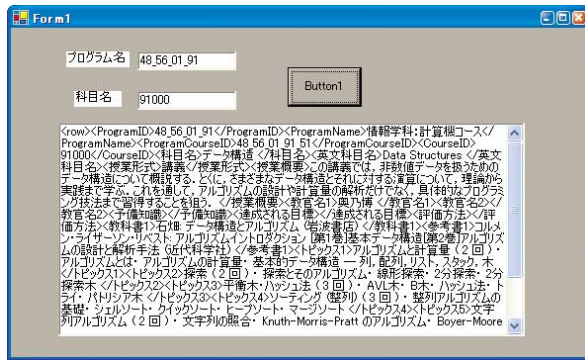 Form1
プログラム名 48_56_01_91
Button1
科目名 91000
<row><ProgramID>48_56_01_91</ProgramID><ProgramName>情報学科:計算機コース</
ProgramName><ProgramCourseID>48_56_01_91_51</ProgramCourseID><CourseID>
91000</CourseID><科目名>データ構造 </科目名><英文科目名>Data Structures </英文
科目名><授業形式>講義</授業形式><授業概要>この講義では、非数値データを扱うための
データ構造について概説する。とくに、さまざまなデータ構造とそれに対する演算について、理論から
実践まで学ぶ。これを通して、アルゴリズムの設計や計算量の解析だけでなく、具体的なプログラミ
ング技法まで習得することを狙う。 </授業概要><教官名1>奥乃博 </教官名1><教官名2></
教官名2><予備知識></予備知識><達成される目標></達成される目標><評価方法></評
価方法><教科書1>石畑 データ構造とアルゴリズム (岩波書店) </教科書1><参考書1>コルメ
ン・ライザーソン・リベスト アルゴリズムイントロダクション [第1巻]基本データ構造[第2巻]アルゴリズ
ムの設計と解析手法 (近代科学社) </参考書1><トピックス1>アルゴリズムと計算量 (2回)・
アルゴリズムとは・アルゴリズムの計算量・基本的データ構造 ― 列, 配列, リスト, スタック, 木
</トピックス1><トピックス2>探索 (2回)・ 探索とそのアルゴリズム・ 線形探索・ 2分探索・ 2分
探索木 </トピックス2><トピックス3>平衡木・ハッシュ法 (3回)・ AVL木・ B木・ ハッシュ法・ ト
ライ・ パトリシア木 </トピックス3><トピックス4>ソーティング (整列) (3回)・ 整列アルゴリズムの
基礎・ シェルソート・ クイックソート・ ヒープソート・ マージソート </トピックス4><トピックス5>文字
列アルゴリズム (2回)・ 文字列の照合・ Knuth-Morris-Pratt のアルゴリズム・ Boyer-Moore